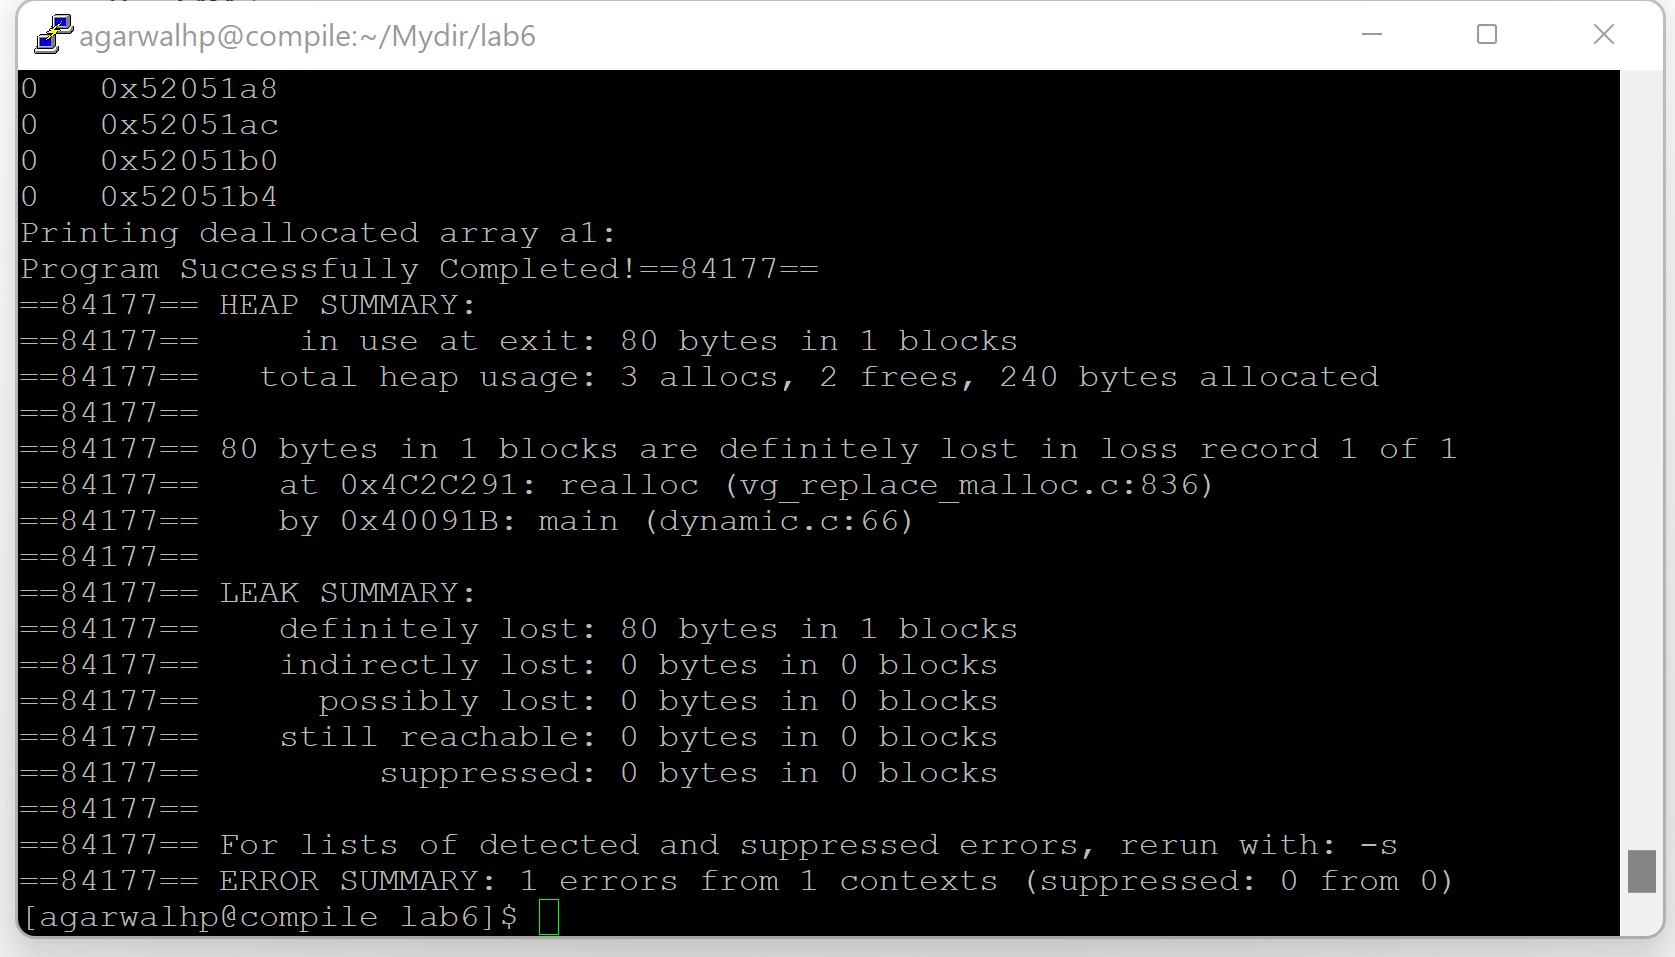 agarwalhp@compile:~/Mydir/lab6
0   0x52051a8
0   0x52051ac
0   0x52051b0
0   0x52051b4
Printing deallocated array a1:
Program Successfully Completed!==84177==
==84177== HEAP SUMMARY:
==84177==     in use at exit: 80 bytes in 1 blocks
==84177==   total heap usage: 3 allocs, 2 frees, 240 bytes allocated
==84177==
==84177== 80 bytes in 1 blocks are definitely lost in loss record 1 of 1
==84177==    at 0x4C2C291: realloc (vg_replace_malloc.c:836)
==84177==    by 0x40091B: main (dynamic.c:66)
==84177==
==84177== LEAK SUMMARY:
==84177==    definitely lost: 80 bytes in 1 blocks
==84177==    indirectly lost: 0 bytes in 0 blocks
==84177==      possibly lost: 0 bytes in 0 blocks
==84177==    still reachable: 0 bytes in 0 blocks
==84177==         suppressed: 0 bytes in 0 blocks
==84177==
==84177== For lists of detected and suppressed errors, rerun with: -s
==84177== ERROR SUMMARY: 1 errors from 1 contexts (suppressed: 0 from 0)
[agarwalhp@compile lab6]$